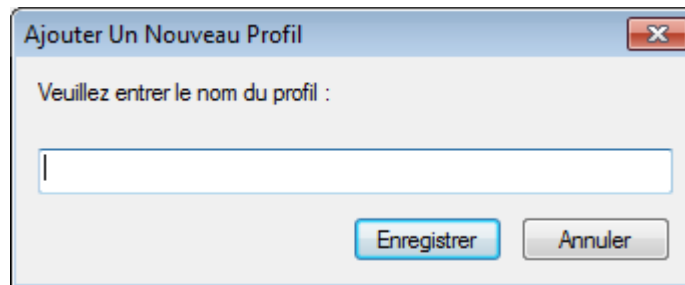 Ajouter Un Nouveau Profil
Veuillez entrer le nom du profil :
Enregistrer
Annuler